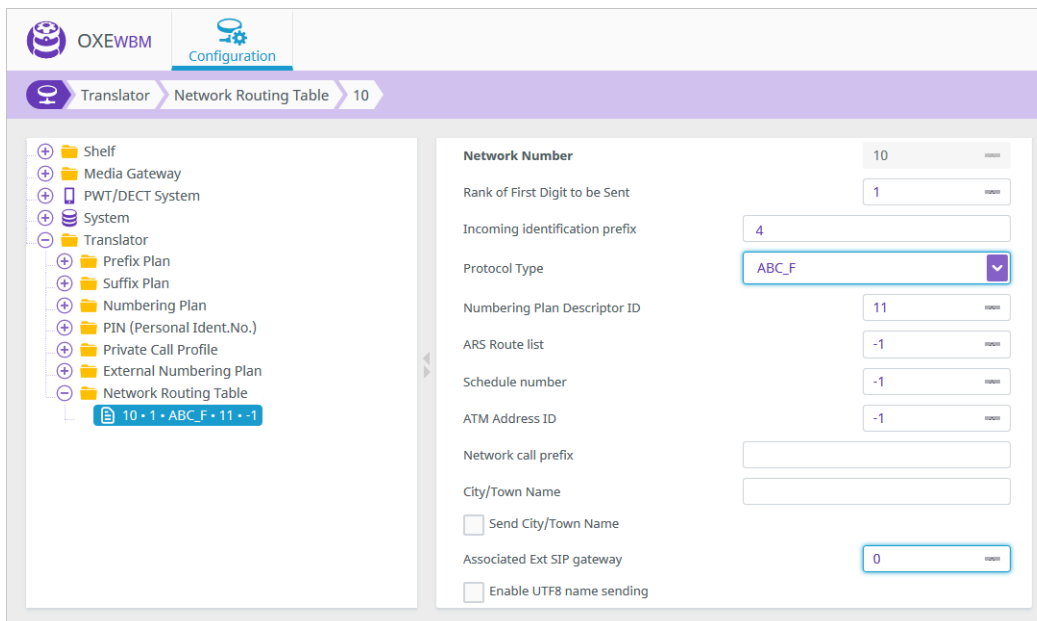 OXEWBM
Configuration
Translator
Network Routing Table
10
Shelf
Media Gateway
PWT/DECT System
System
Translator
Prefix Plan
Suffix Plan
Numbering Plan
PIN (Personal Ident.No.)
Private Call Profile
External Numbering Plan
Network Routing Table
10 • 1 • ABC_F • 11 • -1
Network Number 10
Rank of First Digit to be Sent 1
Incoming identification prefix 4
Protocol Type ABC_F
Numbering Plan Descriptor ID 11
ARS Route list -1
Schedule number -1
ATM Address ID -1
Network call prefix
City/Town Name
Send City/Town Name
Associated Ext SIP gateway 0
Enable UTF8 name sending